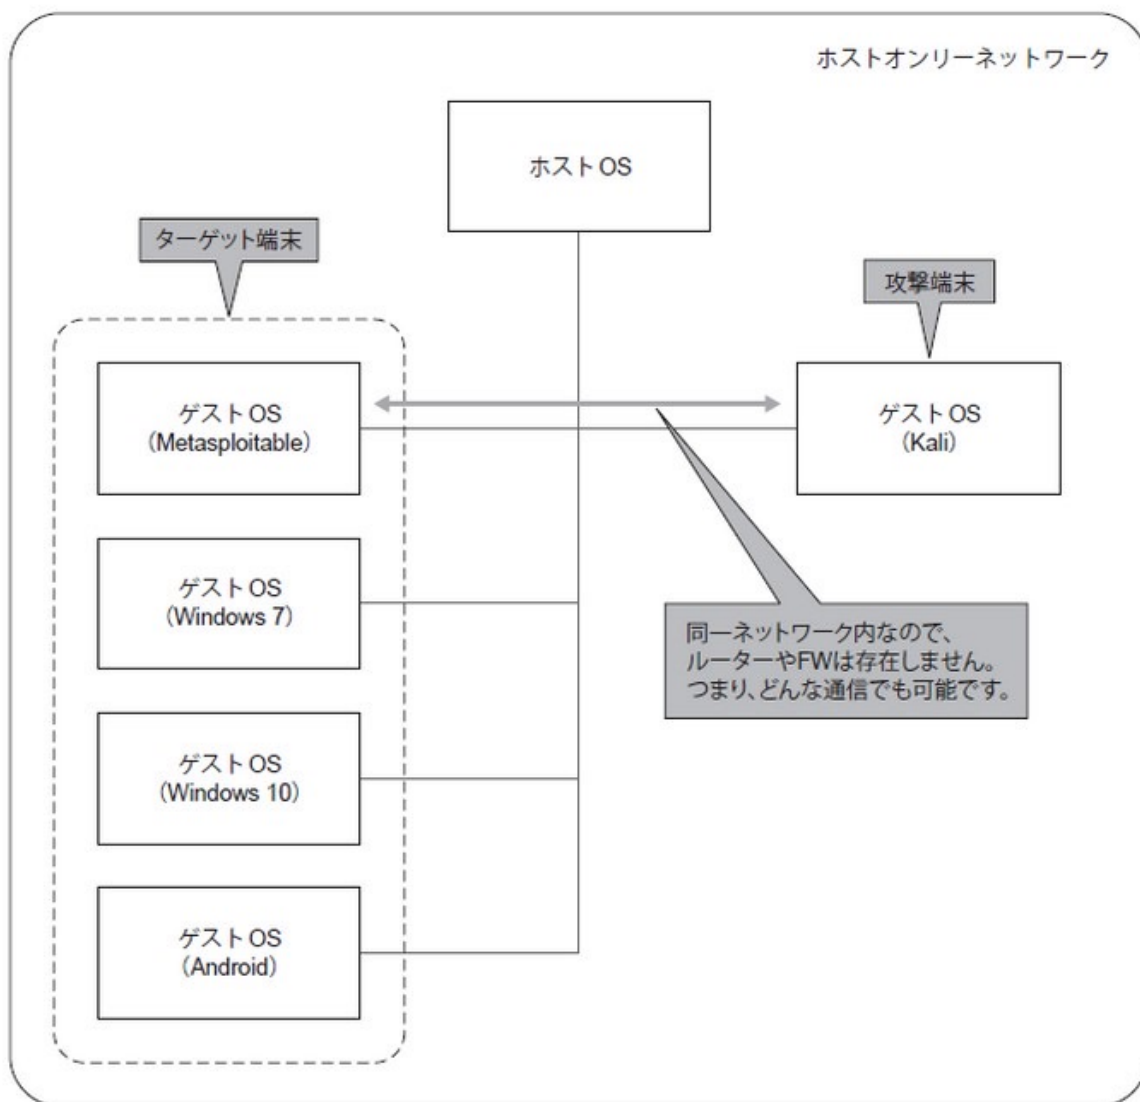 ホストオンリーネットワーク
ホストOS
ターゲット端末
攻撃端末
ゲストOS
(Metasploitable)
ゲストOS
(Kali)
ゲストOS
(Windows 7)
同一ネットワーク内なので、
ルーターやFWは存在しません。
つまり、どんな通信でも可能です。
ゲストOS
(Windows 10)
ゲストOS
(Android)